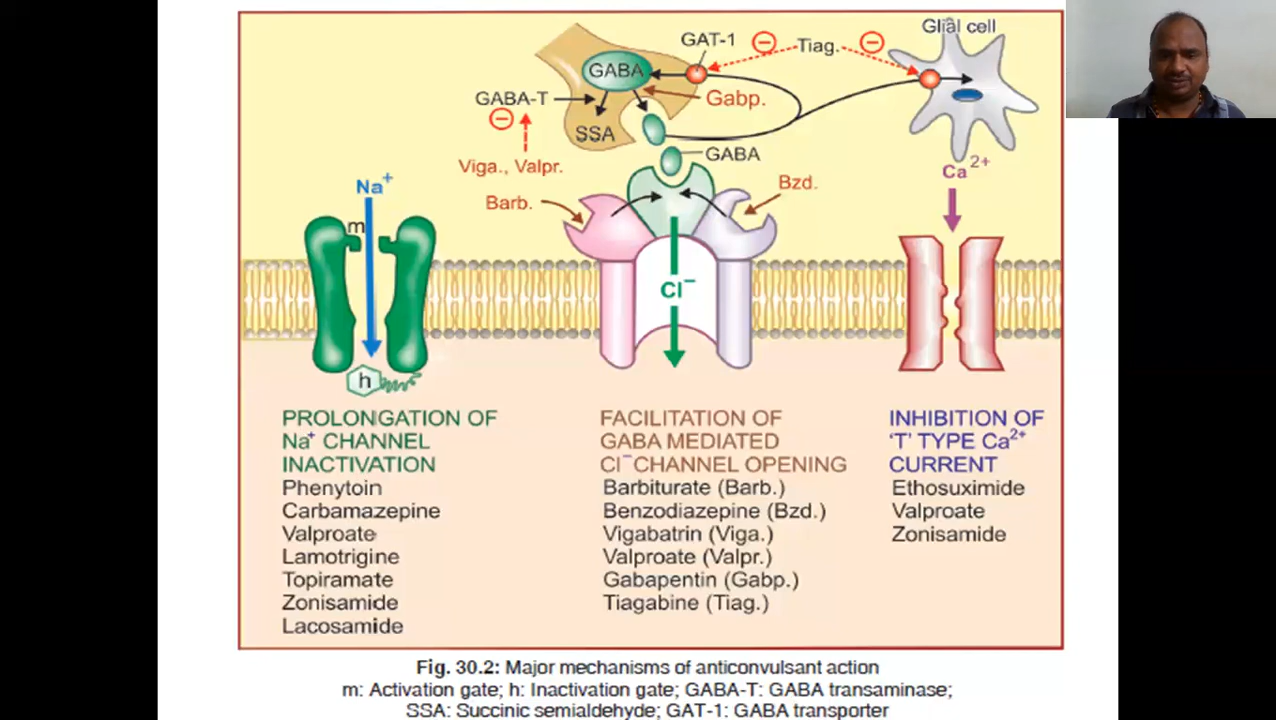 Glial cell
GAT-1
Tiag.
GABA
Gabp.
GABA-T
SSA
GABA
Viga., Valpr.
Ca2+
Na+
Bzd.
Barb.
m
Cl−
h
PROLONGATION OF
Na+ CHANNEL
INACTIVATION
Phenytoin
Carbamazepine
Valproate
Lamotrigine
Topiramate
Zonisamide
Lacosamide
FACILITATION OF
GABA MEDIATED
Cl− CHANNEL OPENING
Barbiturate (Barb.)
Benzodiazepine (Bzd.)
Vigabatrin (Viga.)
Valproate (Valpr.)
Gabapentin (Gabp.)
Tiagabine (Tiag.)
INHIBITION OF
‘T’ TYPE Ca2+
CURRENT
Ethosuximide
Valproate
Zonisamide
Fig. 30.2: Major mechanisms of anticonvulsant action
m: Activation gate; h: Inactivation gate; GABA-T: GABA transaminase;
SSA: Succinic semialdehyde; GAT-1: GABA transporter